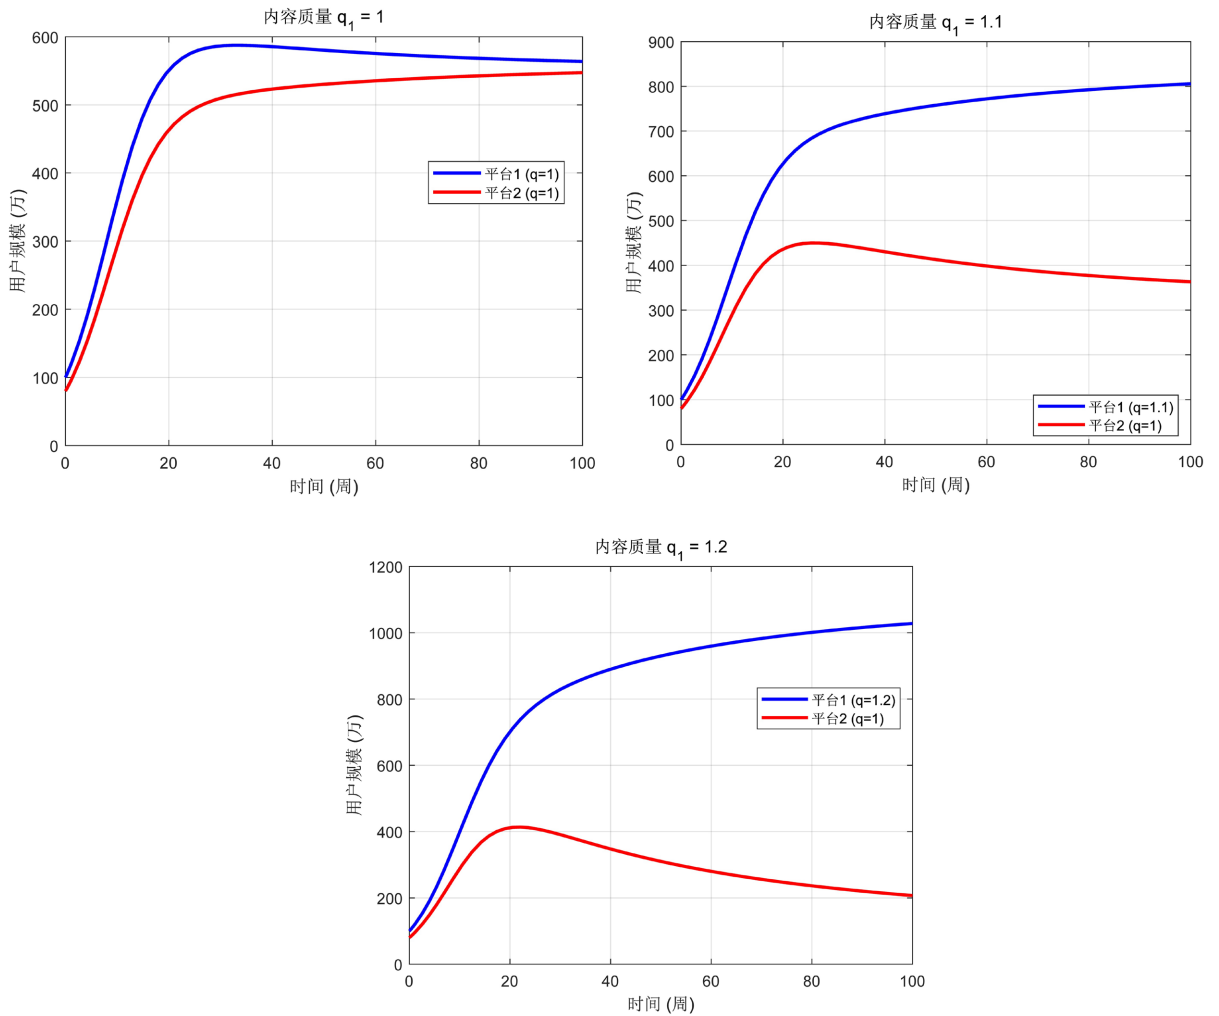 内容质量 q1 = 1
600
500
400
300
200
100
0
用户规模 (万)
平台1 (q=1)
平台2 (q=1)
0 20 40 60 80 100
时间 (周)
内容质量 q1 = 1.1
900
800
700
600
500
400
300
200
100
0
用户规模 (万)
平台1 (q=1.1)
平台2 (q=1)
0 20 40 60 80 100
时间 (周)
内容质量 q1 = 1.2
1200
1000
800
600
400
200
0
用户规模 (万)
平台1 (q=1.2)
平台2 (q=1)
0 20 40 60 80 100
时间 (周)